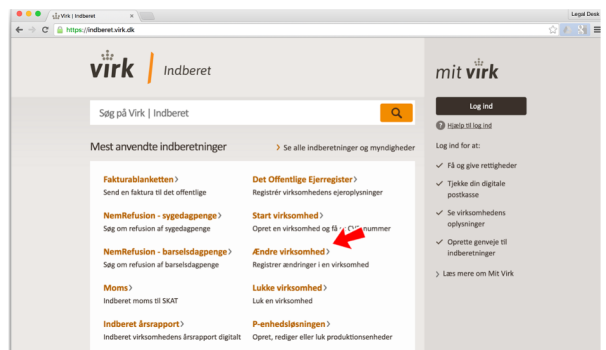 Virk | Indberet
Legal Desk
https://indberet.virk.dk
virk | Indberet
mit virk
Søg på Virk | Indberet
Log ind
Hjælp til log ind
Mest anvendte indberetninger
> Se alle indberetninger og myndigheder
Log ind for at:
Fakturablanketten >
Send en faktura til det offentlige
Det Offentlige Ejerregister >
Registrér virksomhedens ejeroplysninger
NemRefusion - sygedagpenge >
Søg om refusion af sygedagpenge
Start virksomhed >
Opret en virksomhed og få CVR-nummer
NemRefusion - barselsdagpenge >
Søg om refusion af barselsdagpenge
Ændre virksomhed >
Registrer ændringer i en virksomhed
Moms >
Indberet moms til SKAT
Lukke virksomhed >
Luk en virksomhed
Indberet årsrapport >
Indberet virksomhedens årsrapport digitalt
P-enhedsløsningen >
Opret, rediger eller luk produktionsenheder
✓ Få og give rettigheder
✓ Tjekke din digitale
postkasse
✓ Se virksomhedens
oplysninger
✓ Oprette genveje til
indberetninger
> Læs mere om Mit Virk